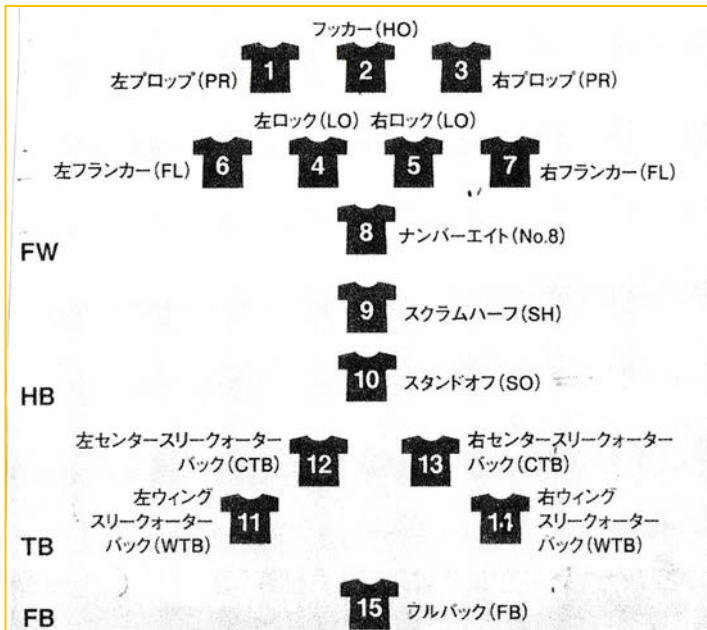 フッカー(HO)
左プロップ(PR) 1 2 3 右プロップ(PR)
左ロック(LO) 右ロック(LO)
左フランカー(FL) 6 4 5 7 右フランカー(FL)
8 ナンバーエイト(No.8)
FW
9 スクラムハーフ(SH)
10 スタンドオフ(SO)
HB
左センタースリークォーター
バック(CTB)
12 13
右センタースリークォーター
バック(CTB)
左ウィング
スリークォーター
バック(WTB)
11 14
右ウィング
スリークォーター
バック(WTB)
TB
15 フルバック(FB)
FB